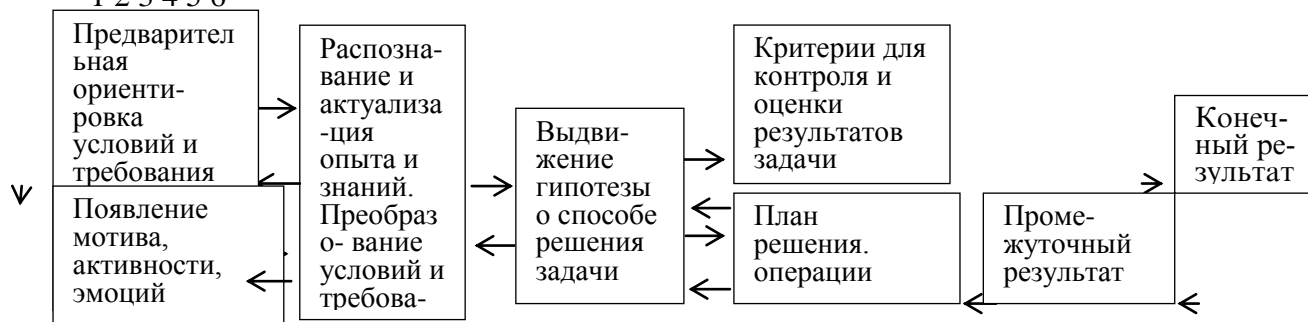 1 2 3 4 5 6
Предварител
ьная
ориенти-
ровка
условий и
требования
Появление
мотива,
активности,
эмоций
Распозна-
вание и
актуализа
-ция
опыта и
знаний.
Преобраз
о- вание
условий и
требова-
Выдви-
жение
гипотезы
о способе
решения
задачи
Критерии для
контроля и
оценки
результатов
задачи
План
решения.
операции
Проме-
жуточный
результат
Конеч-
ный ре-
зультат